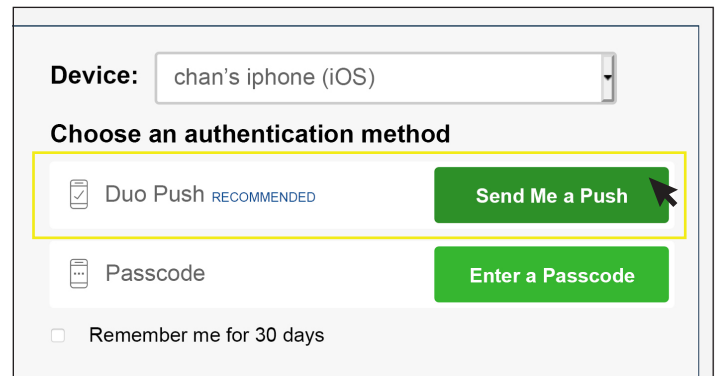 Device: chan's iphone (iOS)
Choose an authentication method
Duo Push RECOMMENDED Send Me a Push
Passcode Enter a Passcode
Remember me for 30 days